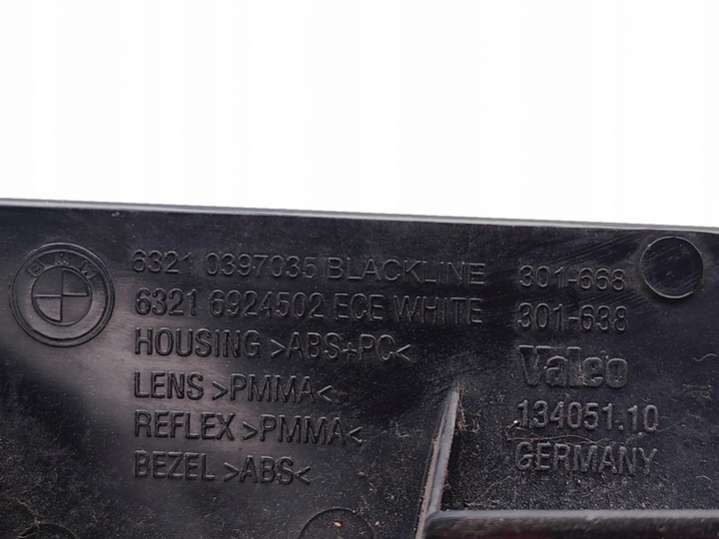 BMW
6321 0397035 BLACKLINE 301-668
6321 6924502 ECE WHITE 301-638
HOUSING >ABS+PC<
Valeo
LENS >PMMA<
134051.10
REFLEX >PMMA<
GERMANY
BEZEL >ABS<